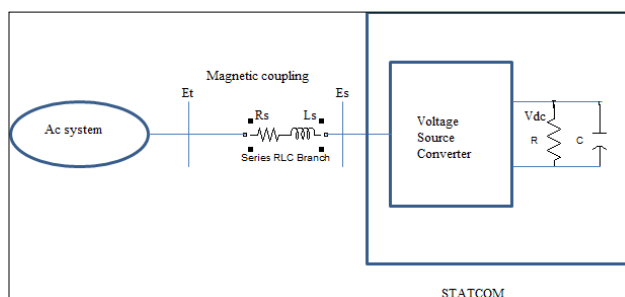 Magnetic coupling
Et
Es
Rs
Ls
Ac system
Series RLC Branch
Voltage
Source
Converter
Vdc
R
C
STATCOM